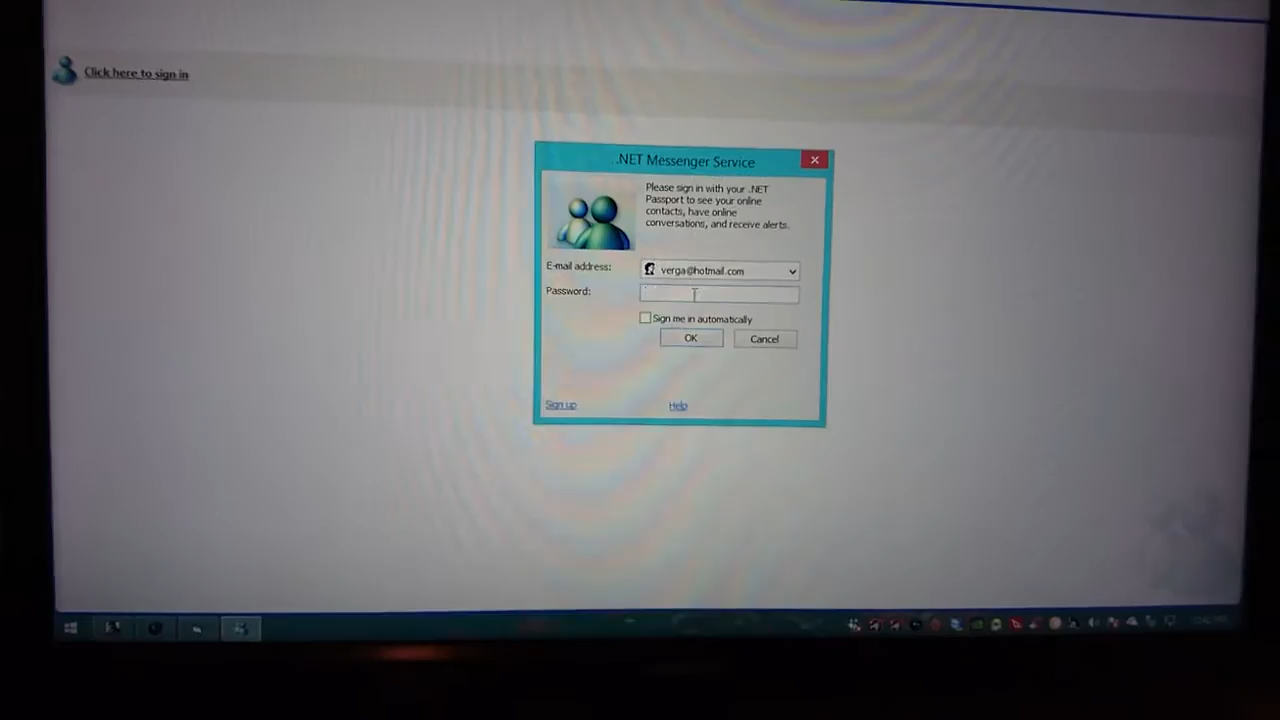 Click here to sign in
.NET Messenger Service
Please sign in with your .NET
Passport to see your online
contacts, have online
conversations, and receive alerts.
E-mail address:
verga@hotmail.com
Password:
Sign me in automatically
OK
Cancel
Sign up
Help